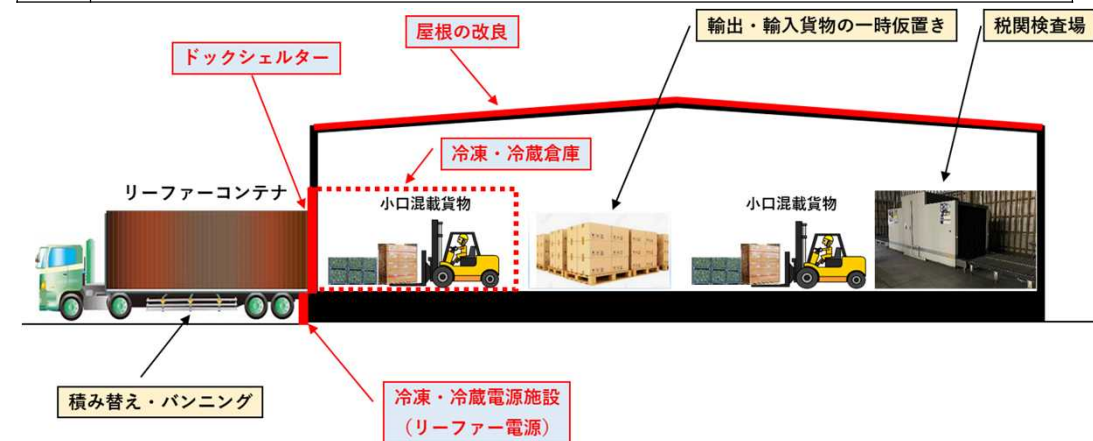 屋根の改良
輸出・輸入貨物の一時仮置き
税関検査場
ドックシェルター
冷凍・冷蔵倉庫
リーファーコンテナ
小口混載貨物
小口混載貨物
積み替え・バンニング
冷凍・冷蔵電源施設
（リーファー電源）